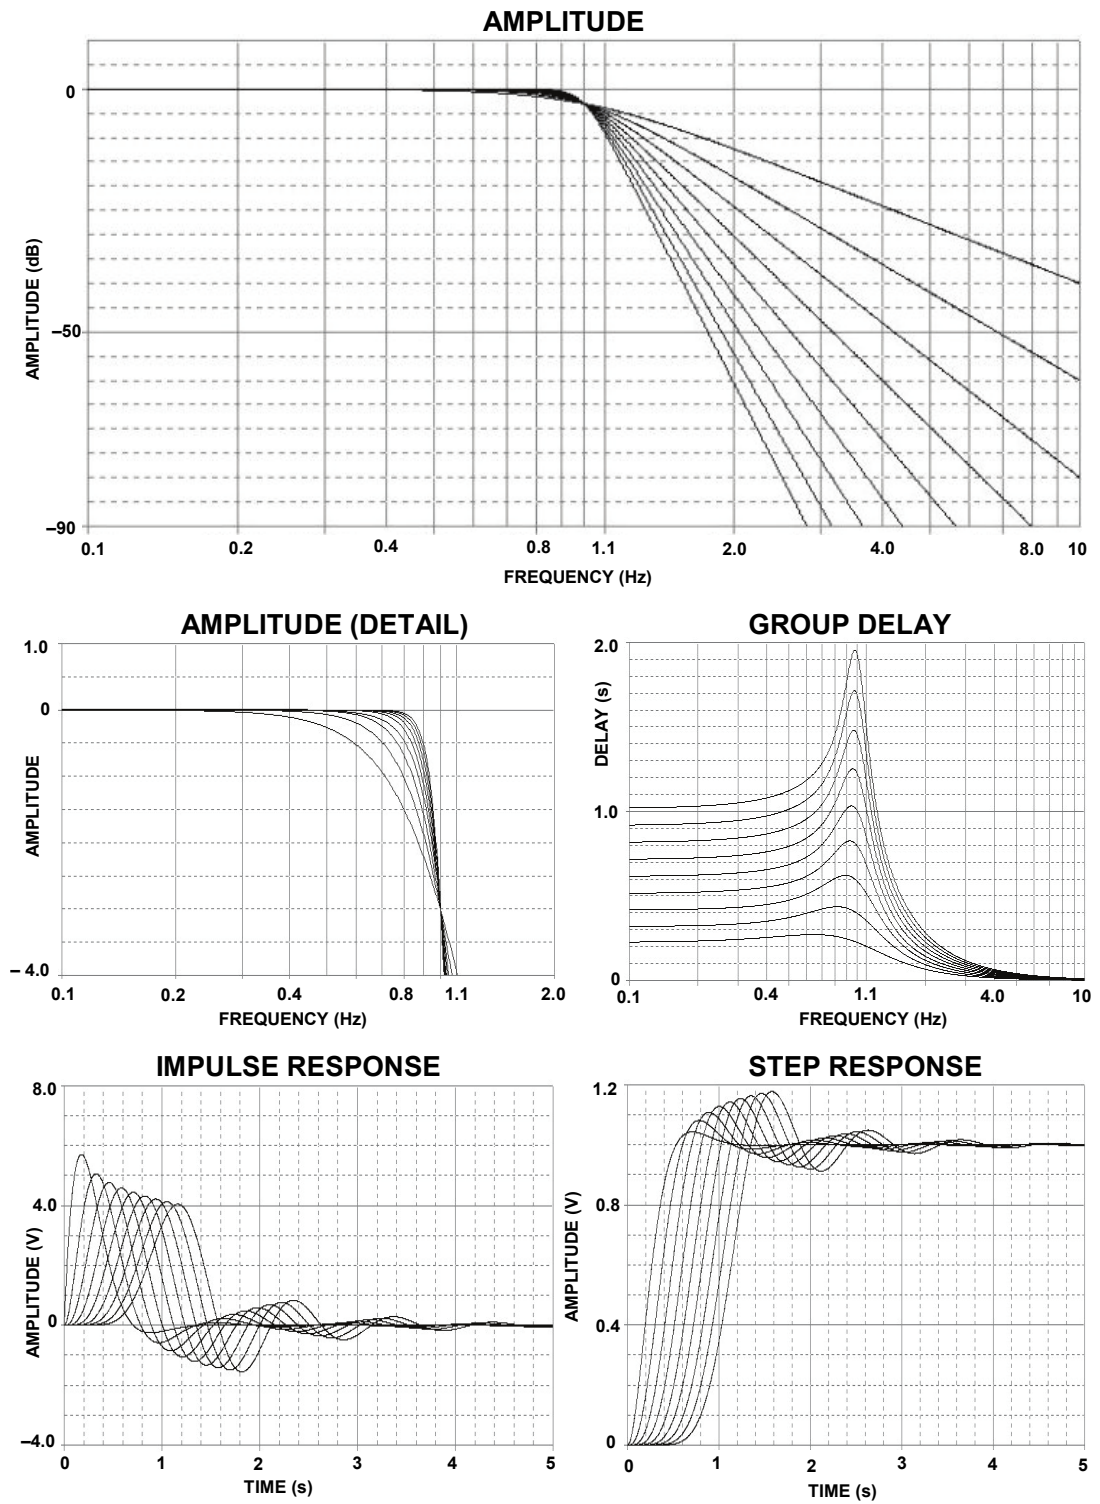 AMPLITUDE
0
–50
–90
AMPLITUDE (dB)
0.1 0.2 0.4 0.8 1.1 2.0 4.0 8.0 10
FREQUENCY (Hz)
AMPLITUDE (DETAIL)
1.0
0
– 4.0
AMPLITUDE
0.1 0.2 0.4 0.8 1.1 2.0
FREQUENCY (Hz)
GROUP DELAY
2.0
1.0
0
DELAY (s)
0.1 0.4 1.1 4.0 10
FREQUENCY (Hz)
IMPULSE RESPONSE
8.0
4.0
0
–4.0
AMPLITUDE (V)
0 1 2 3 4 5
TIME (s)
STEP RESPONSE
1.2
0.8
0.4
0
AMPLITUDE (V)
0 1 2 3 4 5
TIME (s)